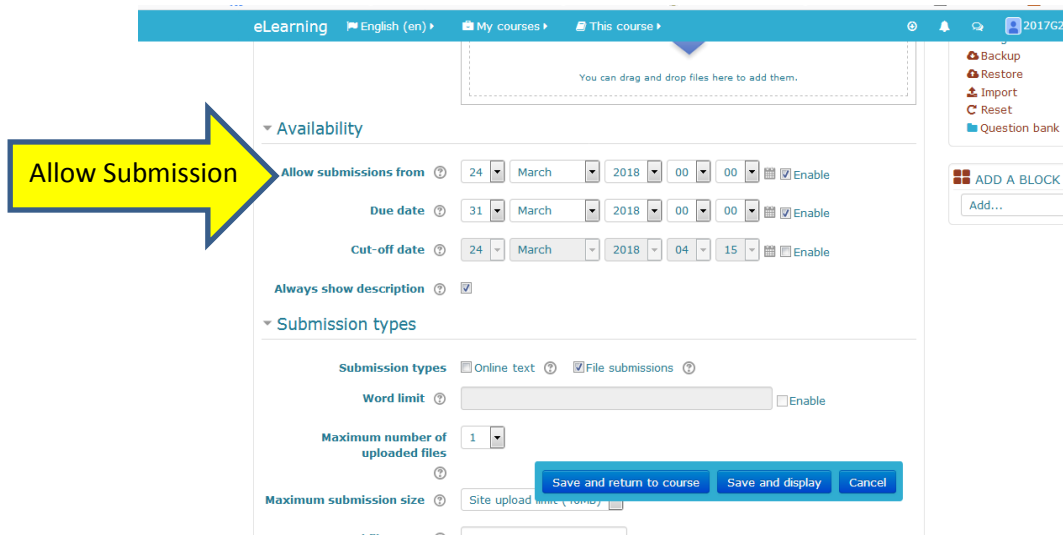 eLearning English (en) My courses This course 2017G2
Backup
Restore
You can drag and drop files here to add them.
Import
Reset
Question bank
Availability
Allow Submission
Allow submissions from 24 March 2018 00 00 Enable
ADD A BLOCK
Add...
Due date 31 March 2018 00 00 Enable
Cut-off date 24 March 2018 04 15 Enable
Always show description
Submission types
Submission types Online text File submissions
Word limit Enable
Maximum number of 1
uploaded files
Save and return to course Save and display Cancel
Maximum submission size Site upload